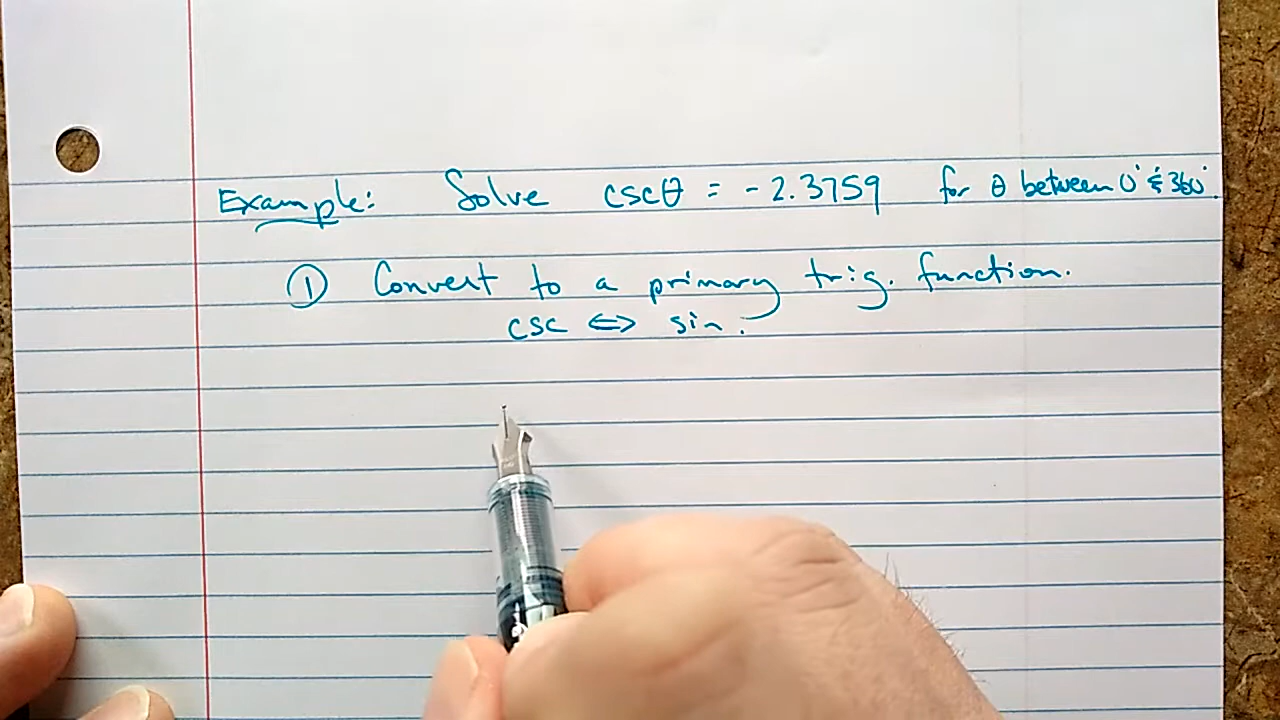 Example: Solve cscθ = -2.3759 for θ between 0° & 360°.
① Convert to a primary trig. function.
csc ⇔ sin.